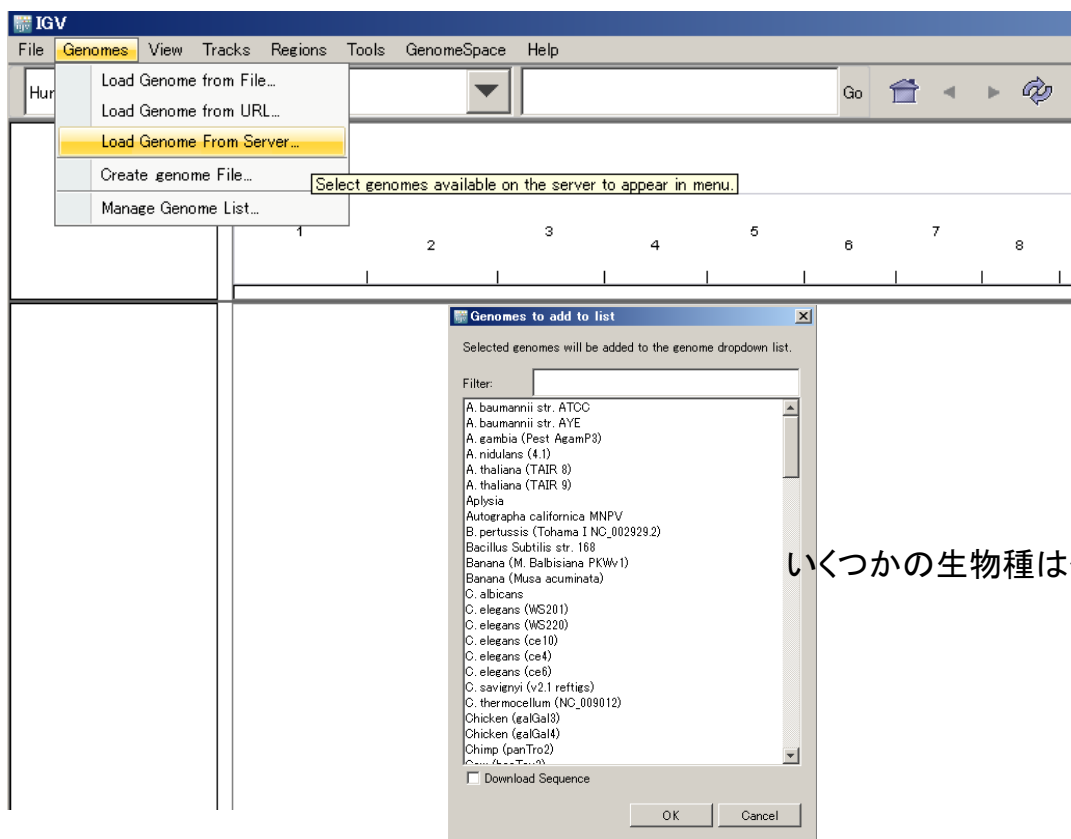 IGV
File Genomes View Tracks Regions Tools GenomeSpace Help
Hur
Go
Load Genome from File...
Load Genome from URL...
Load Genome From Server...
Create genome File...
Select genomes available on the server to appear in menu.
Manage Genome List...
1 2 3 4 5 6 7 8
Genomes to add to list
Selected genomes will be added to the genome dropdown list.
Filter:
A. baumannii str. ATCC
A. baumannii str. AYE
A. gambia (Pest AgamP3)
A. nidulans (4.1)
A. thaliana (TAIR 8)
A. thaliana (TAIR 9)
Aplysia
Autographa californica MNPV
B. pertussis (Tohama I NC_002929.2)
Bacillus Subtilis str. 168
Banana (M. Balbisiana PKWv1)
Banana (Musa acuminata)
C. albicans
C. elegans (WS201)
C. elegans (WS220)
C. elegans (ce10)
C. elegans (ce4)
C. elegans (ce6)
C. savignyi (v2.1 reftigs)
C. thermocellum (NC_009012)
Chicken (galGal3)
Chicken (galGal4)
Chimp (panTro2)
いくつかの生物種は
Download Sequence
OK Cancel